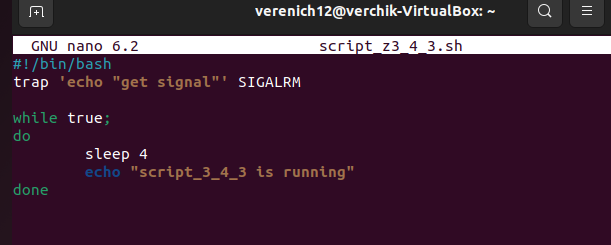 verenich12@verchik-VirtualBox: ~
GNU nano 6.2 script_z3_4_3.sh
#!/bin/bash
trap 'echo "get signal"' SIGALRM
while true;
do
sleep 4
echo "script_3_4_3 is running"
done